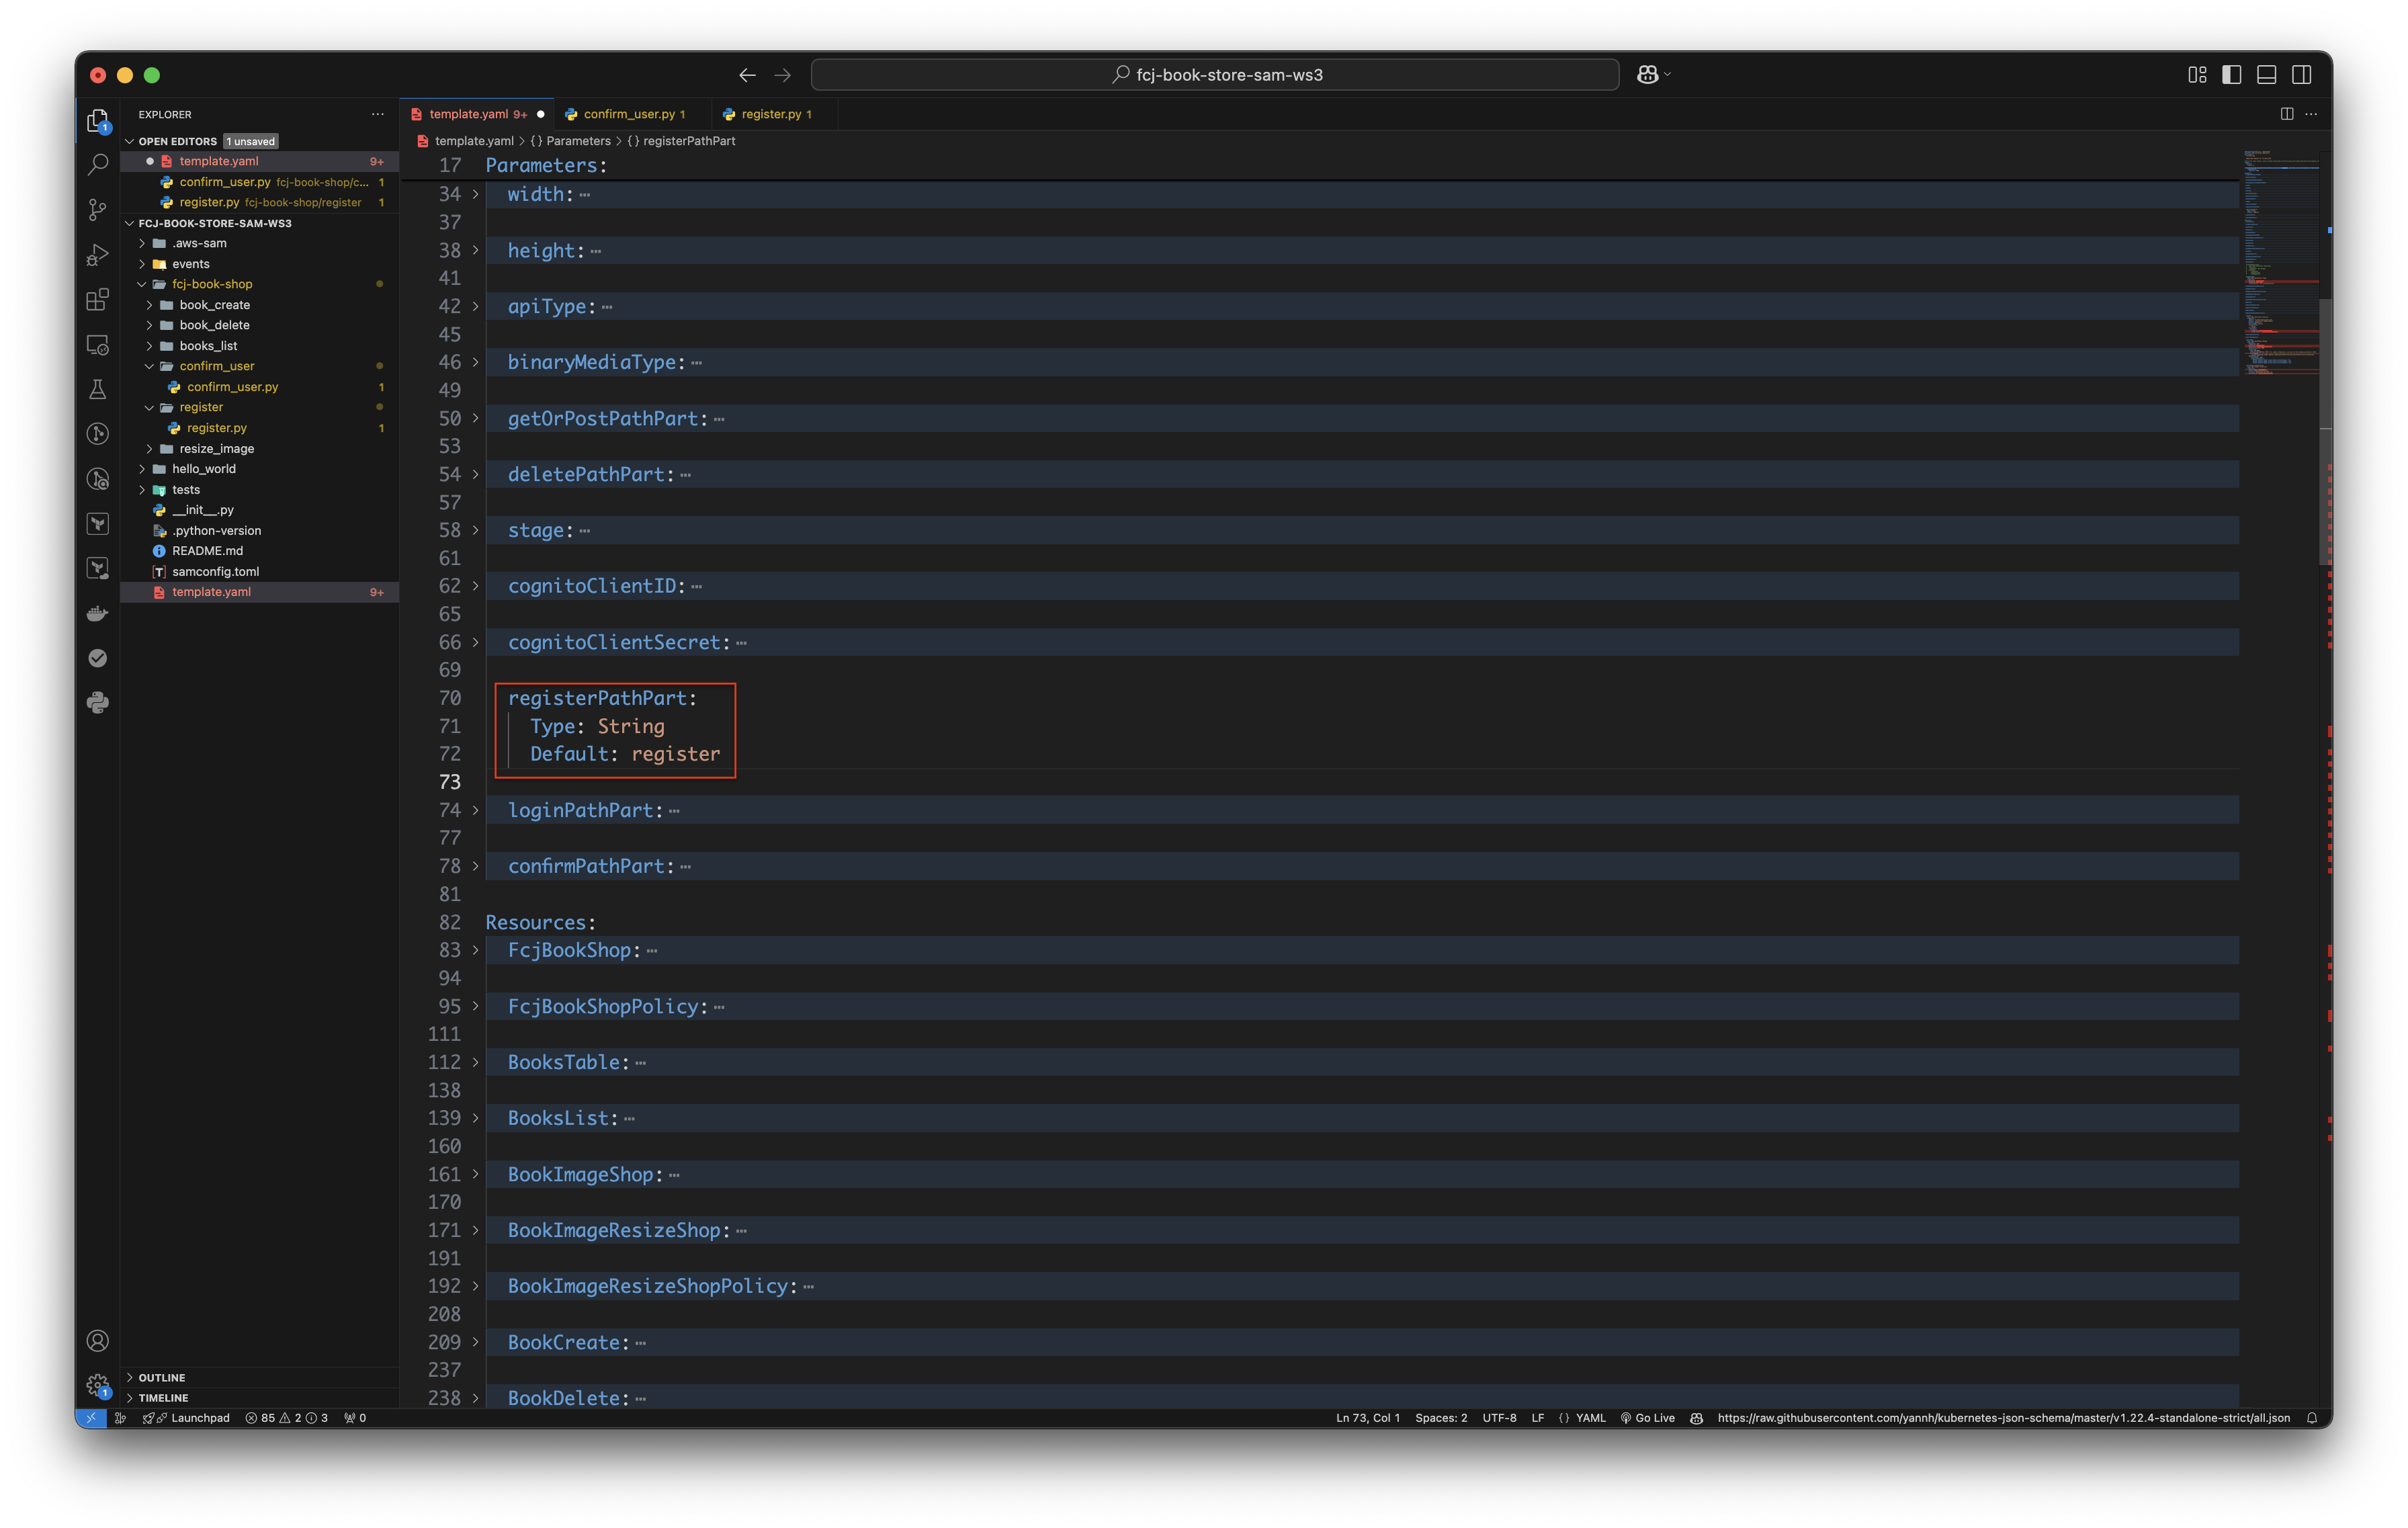 fcj-book-store-sam-ws3
EXPLORER
OPEN EDITORS 1 unsaved
template.yaml 9+
confirm_user.py fcj-book-shop/c... 1
register.py fcj-book-shop/register 1
FCJ-BOOK-STORE-SAM-WS3
.aws-sam
events
fcj-book-shop
book_create
book_delete
books_list
confirm_user
confirm_user.py 1
register
register.py 1
resize_image
hello_world
tests
__init__.py
.python-version
README.md
samconfig.toml
template.yaml 9+
OUTLINE
TIMELINE
template.yaml 9+ confirm_user.py 1 register.py 1
template.yaml > {} Parameters > {} registerPathPart
17 Parameters:
34 > width: ...
37
38 > height: ...
41
42 > apiType: ...
45
46 > binaryMediaType: ...
49
50 > getOrPostPathPart: ...
53
54 > deletePathPart: ...
57
58 > stage: ...
61
62 > cognitoClientID: ...
65
66 > cognitoClientSecret: ...
69
70 registerPathPart:
71 Type: String
72 Default: register
73
74 > loginPathPart: ...
77
78 > confirmPathPart: ...
81
82 Resources:
83 > FcjBookShop: ...
94
95 > FcjBookShopPolicy: ...
111
112 > BooksTable: ...
138
139 > BooksList: ...
160
161 > BookImageShop: ...
170
171 > BookImageResizeShop: ...
191
192 > BookImageResizeShopPolicy: ...
208
209 > BookCreate: ...
237
238 > BookDelete: ...
Launchpad 85 2 3 0 Ln 73, Col 1 Spaces: 2 UTF-8 LF {} YAML Go Live https://raw.githubusercontent.com/yannh/kubernetes-json-schema/master/v1.22.4-standalone-strict/all.json